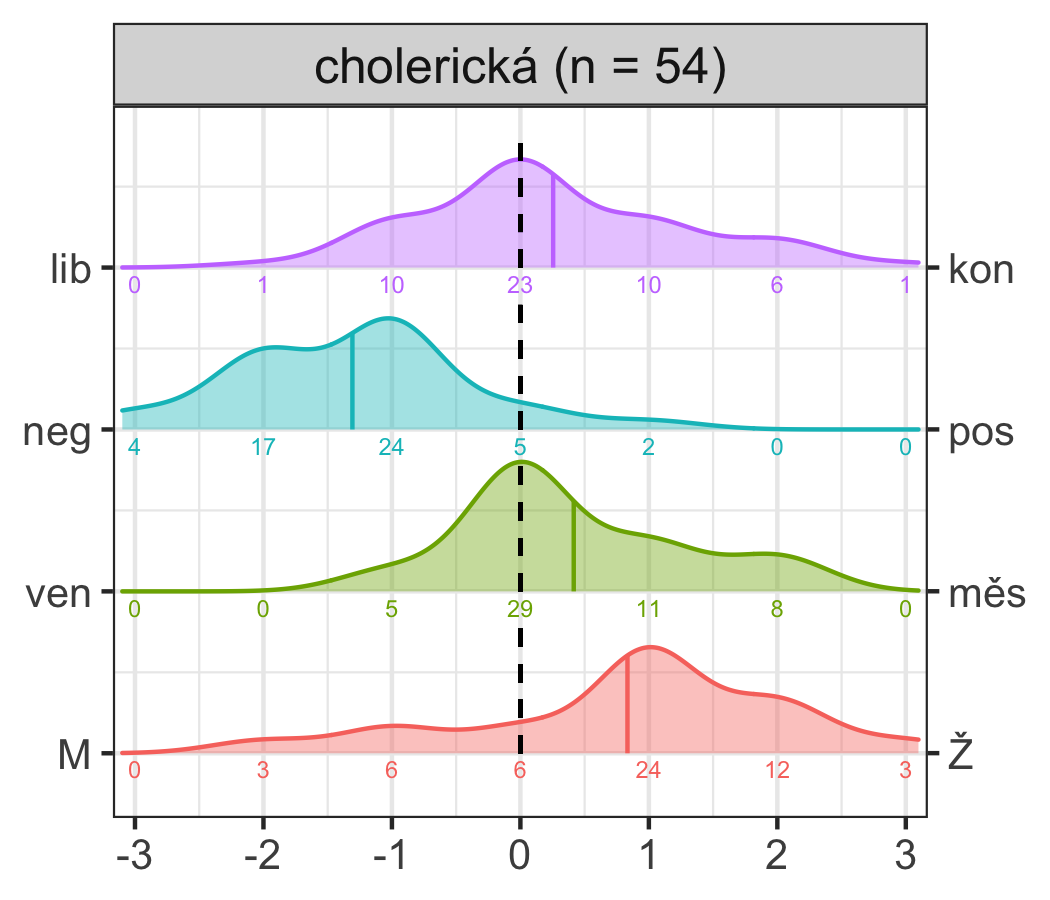 cholerická (n = 54)
lib kon
0 1 10 23 10 6 1
neg pos
4 17 24 5 2 0 0
ven měs
0 0 5 29 11 8 0
M Ž
0 3 6 6 24 12 3
-3 -2 -1 0 1 2 3